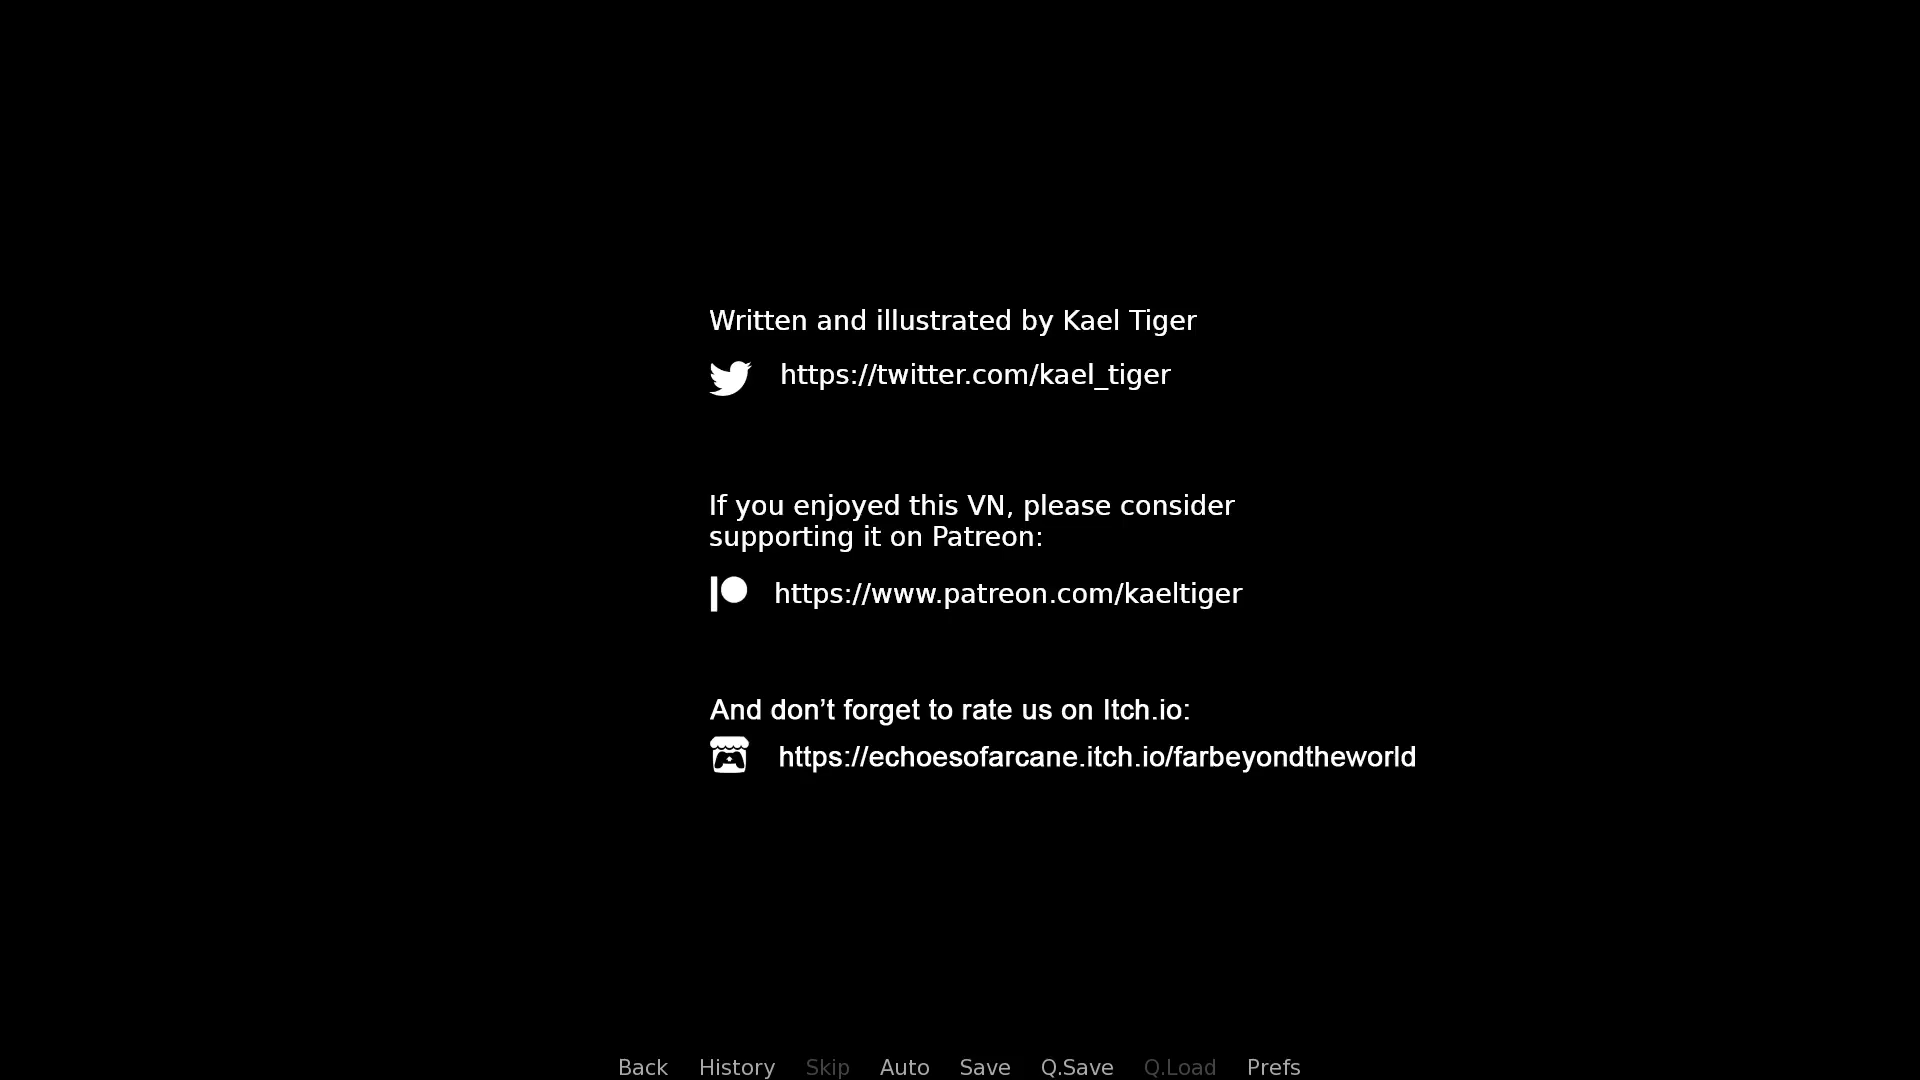 Written and illustrated by Kael Tiger
https://twitter.com/kael_tiger
If you enjoyed this VN, please consider
supporting it on Patreon:
https://www.patreon.com/kaeltiger
And don’t forget to rate us on Itch.io:
https://echoesofarcane.itch.io/farbeyondtheworld
Back History Skip Auto Save Q.Save Q.Load Prefs